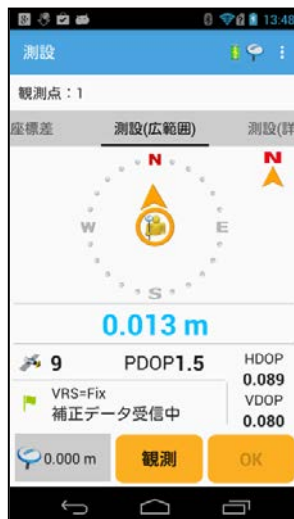 13:48
測設
観測点：1
座標差 測設(広範囲) 測設(詳
N N
W E
S
0.013 m
9 PDOP1.5 HDOP
0.089
VRS=Fix VDOP
補正データ受信中 0.080
0.000 m 観測 OK